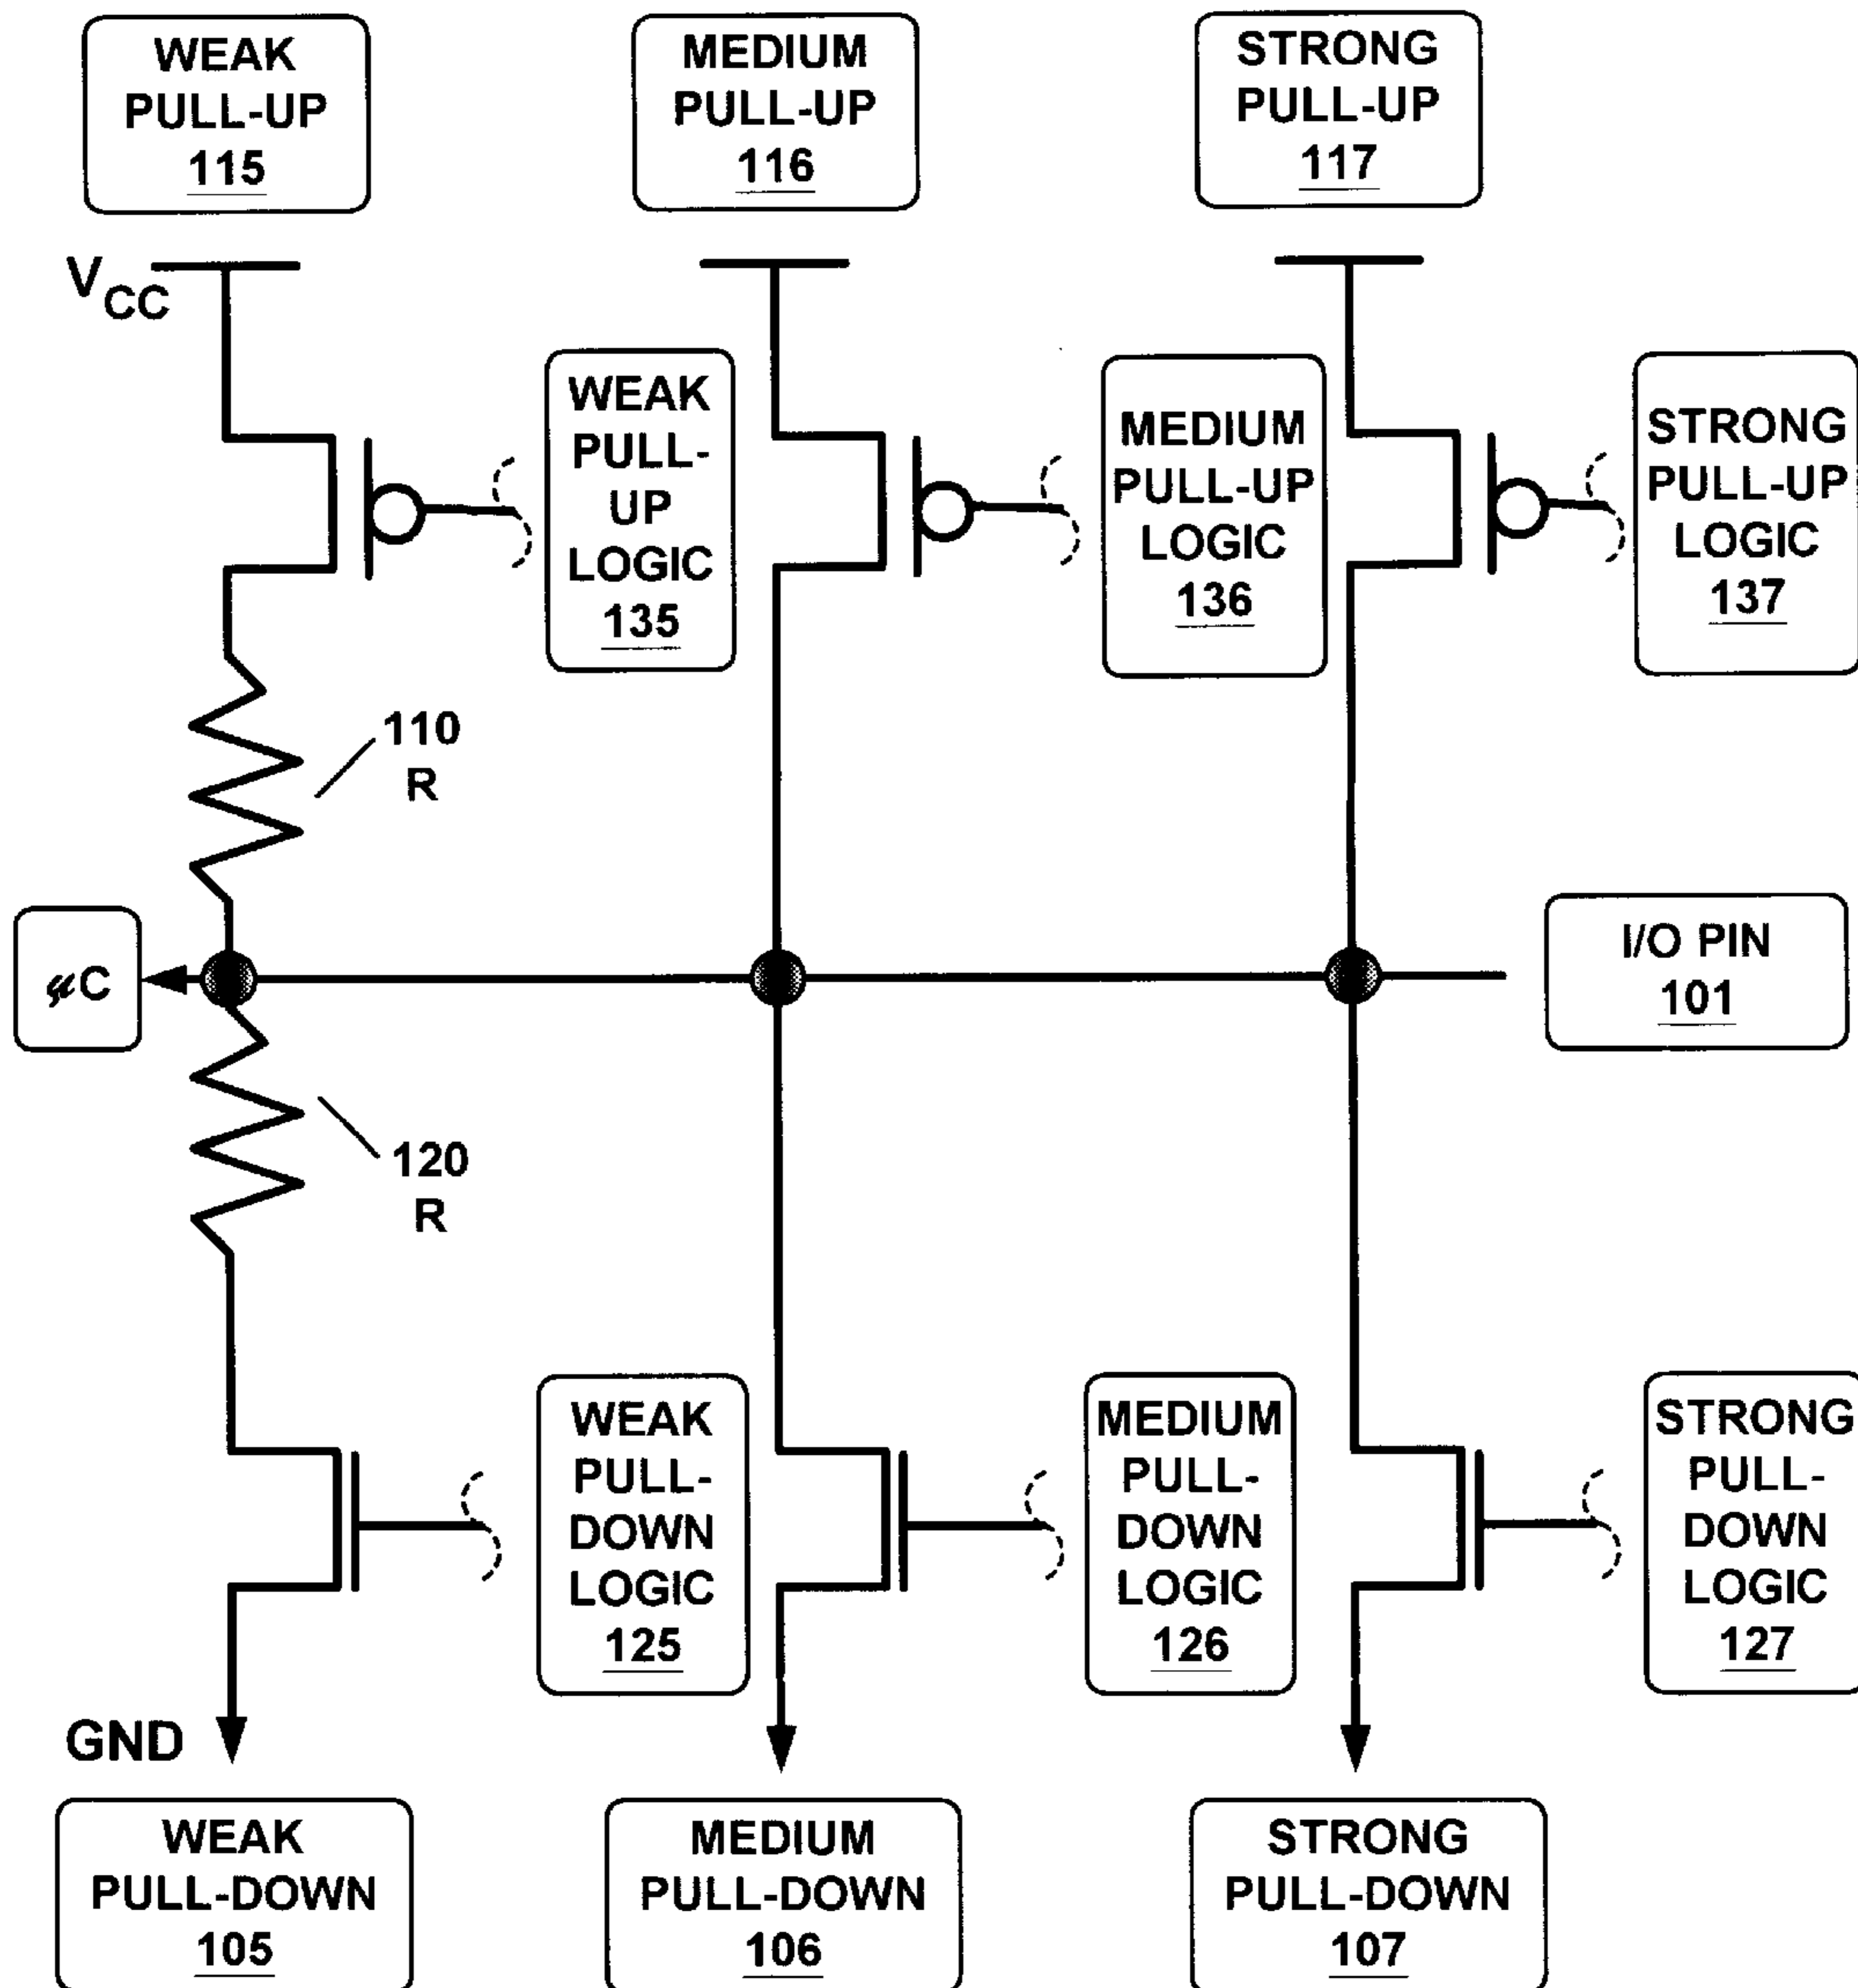 WEAK
PULL-UP
115
MEDIUM
PULL-UP
116
STRONG
PULL-UP
117
VCC
WEAK
PULL-
UP
LOGIC
135
MEDIUM
PULL-UP
LOGIC
136
STRONG
PULL-UP
LOGIC
137
110
R
μC
I/O PIN
101
120
R
WEAK
PULL-
DOWN
LOGIC
125
MEDIUM
PULL-
DOWN
LOGIC
126
STRONG
PULL-
DOWN
LOGIC
127
GND
WEAK
PULL-DOWN
105
MEDIUM
PULL-DOWN
106
STRONG
PULL-DOWN
107